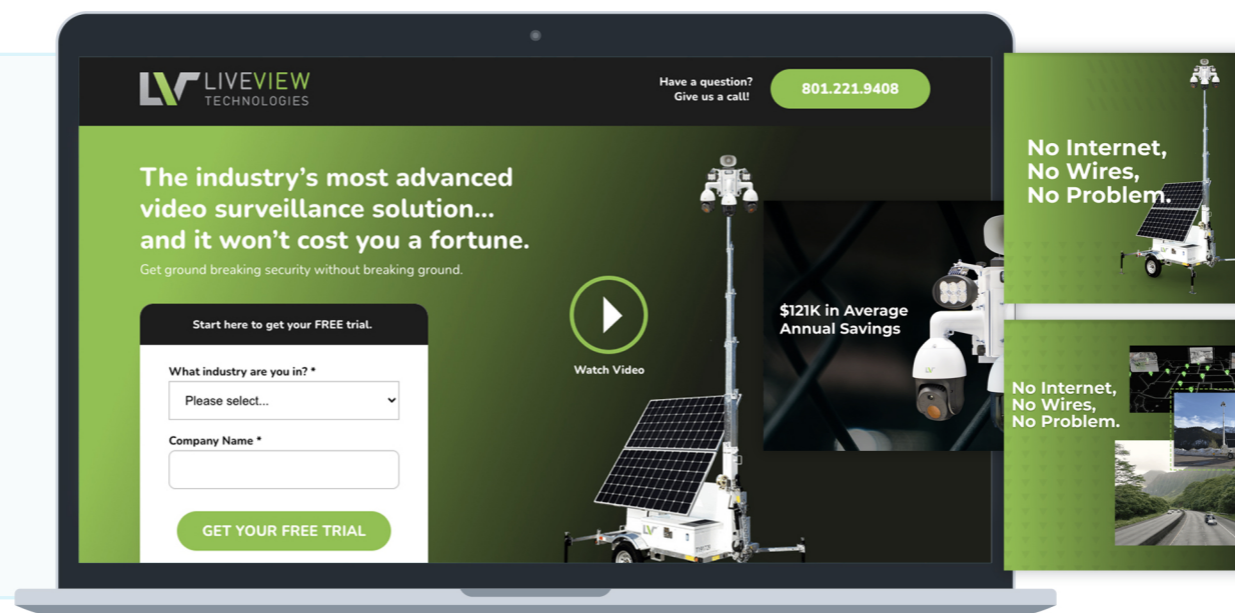 LIVEVIEW
TECHNOLOGIES
Have a question?
Give us a call!
801.221.9408
The industry’s most advanced
video surveillance solution...
and it won’t cost you a fortune.
Get ground breaking security without breaking ground.
Start here to get your FREE trial.
What industry are you in? *
Please select...
Company Name *
GET YOUR FREE TRIAL
Watch Video
$121K in Average
Annual Savings
No Internet,
No Wires,
No Problem.
No Internet,
No Wires,
No Problem.